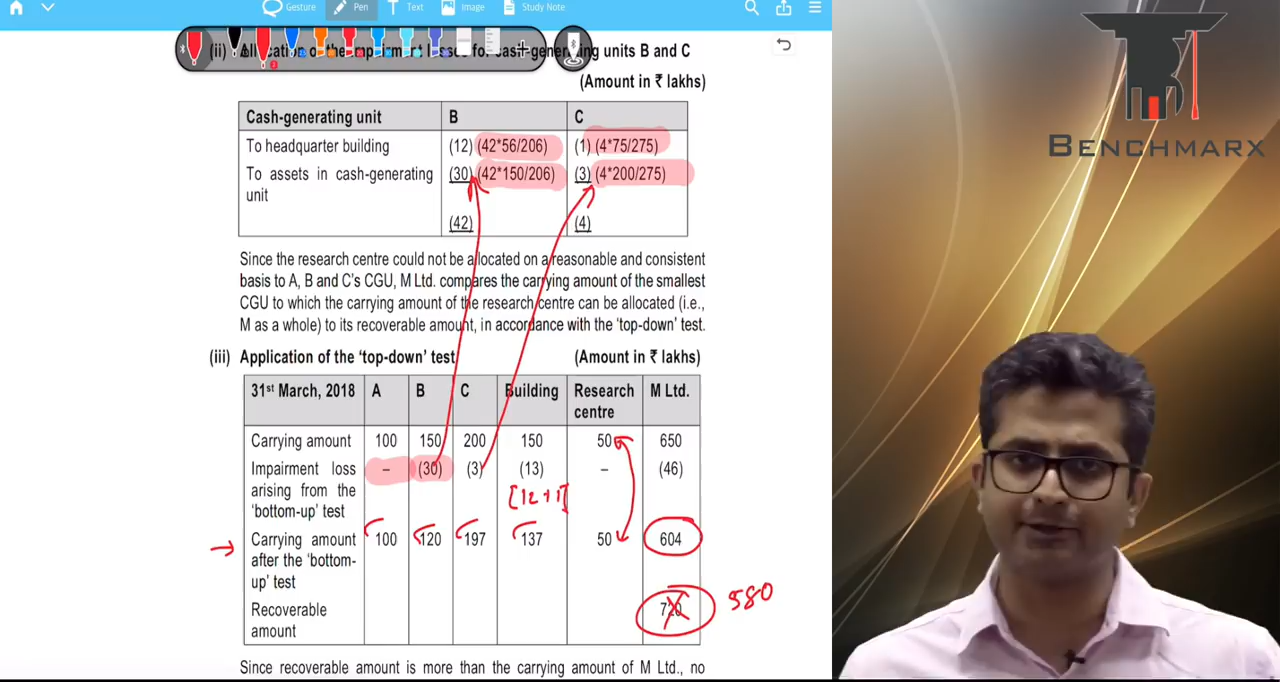 Gesture Pen Text Image Study Note
(ii) Application of the impairment losses for cash-generating units B and C
(Amount in ₹ lakhs)
Cash-generating unit B C
To headquarter building (12) (42*56/206) (1) (4*75/275)
To assets in cash-generating (30) (42*150/206) (3) (4*200/275)
unit
(42) (4)
Since the research centre could not be allocated on a reasonable and consistent
basis to A, B and C's CGU, M Ltd. compares the carrying amount of the smallest
CGU to which the carrying amount of the research centre can be allocated (i.e.,
M as a whole) to its recoverable amount, in accordance with the 'top-down' test.
(iii) Application of the 'top-down' test (Amount in ₹ lakhs)
31st March, 2018 A B C Building Research M Ltd.
centre
Carrying amount 100 150 200 150 50 650
Impairment loss – (30) (3) (13) – (46)
arising from the [12+1]
'bottom-up' test
Carrying amount 100 120 197 137 50 604
after the 'bottom-
up' test
Recoverable 720 580
amount
Since recoverable amount is more than the carrying amount of M Ltd., no
BENCHMARX